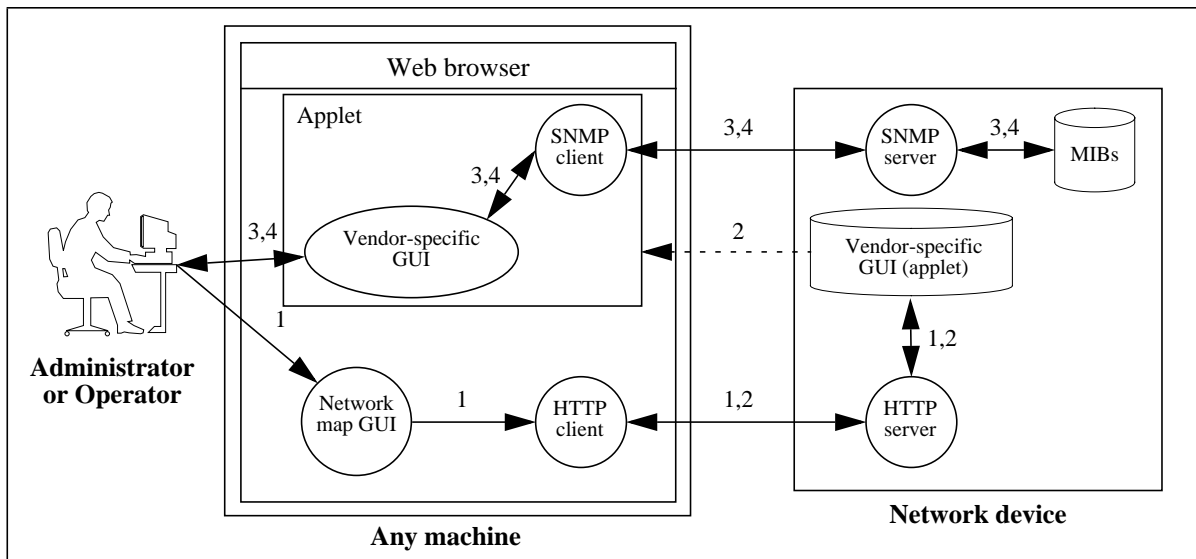 Web browser
Applet
SNMP
client
3,4
SNMP
server
3,4
MIBs
3,4
3,4
Vendor-specific
GUI
2
Vendor-specific
GUI (applet)
1
1,2
Administrator
or Operator
Network
map GUI
1
HTTP
client
1,2
HTTP
server
Any machine
Network device